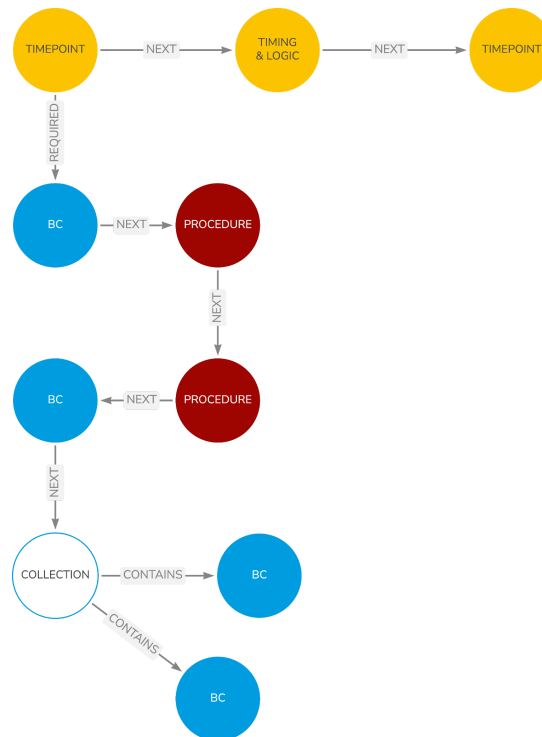 TIMEPOINT
NEXT
TIMING
& LOGIC
NEXT
TIMEPOINT
REQUIRED
BC
NEXT
PROCEDURE
NEXT
BC
NEXT
PROCEDURE
NEXT
COLLECTION
CONTAINS
BC
CONTAINS
BC